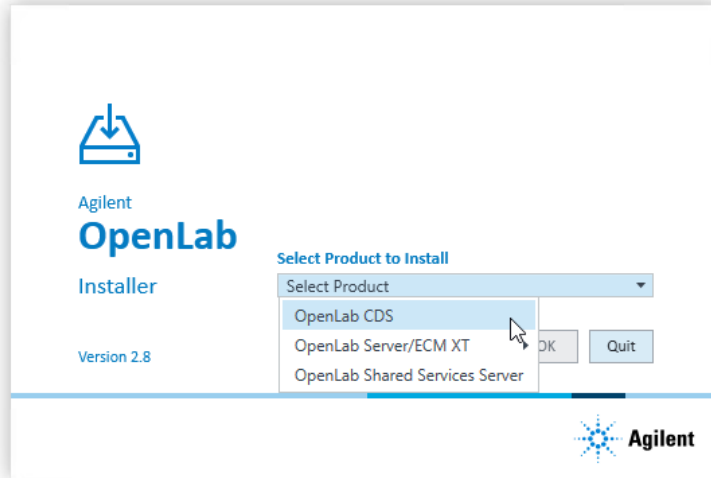 Agilent
OpenLab
Installer
Version 2.8
Select Product to Install
Select Product
OpenLab CDS
OpenLab Server/ECM XT
OpenLab Shared Services Server
OK
Quit
Agilent